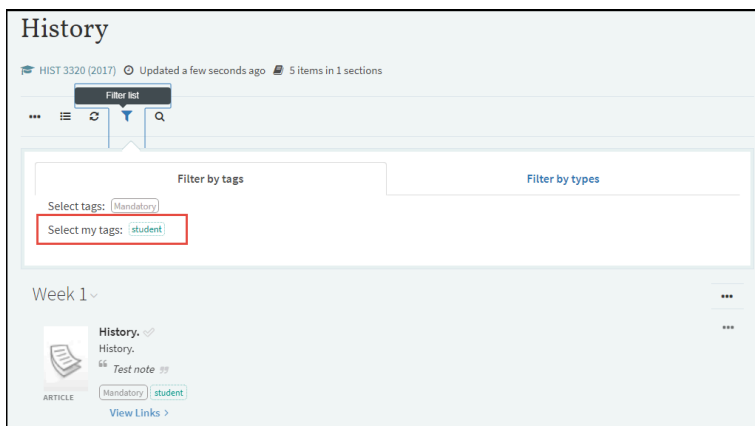 History
HIST 3320 (2017) Updated a few seconds ago 5 items in 1 sections
Filter list
Filter by tags Filter by types
Select tags: Mandatory
Select my tags: student
Week 1
History.
History.
Test note
ARTICLE
Mandatory student
View Links >